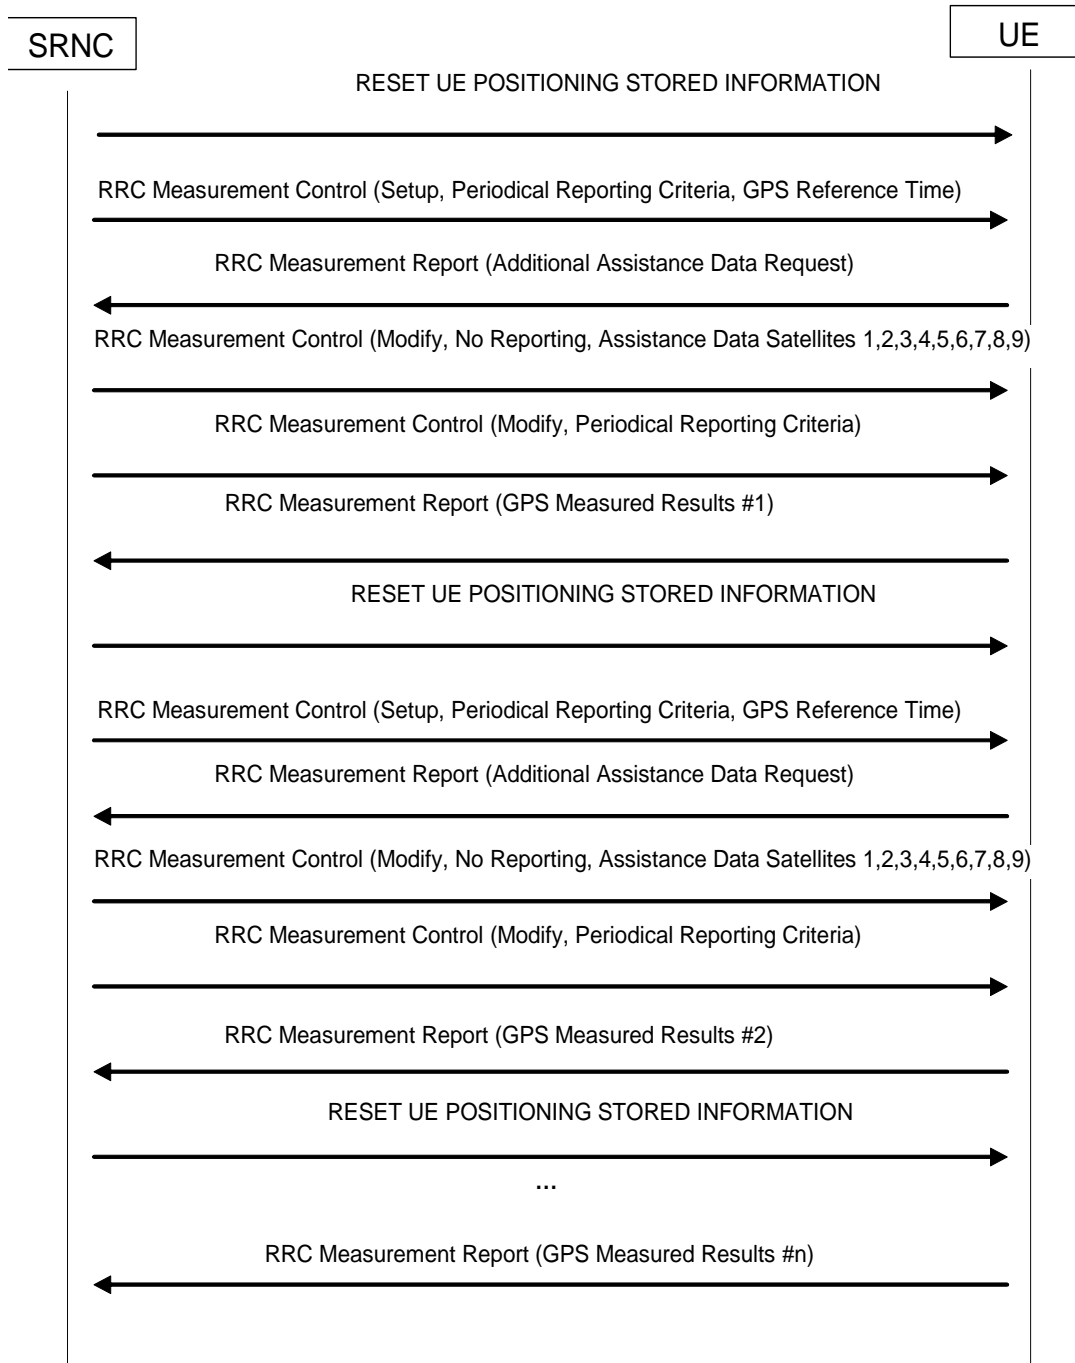 SRNC
UE
RESET UE POSITIONING STORED INFORMATION
RRC Measurement Control (Setup, Periodical Reporting Criteria, GPS Reference Time)
RRC Measurement Report (Additional Assistance Data Request)
RRC Measurement Control (Modify, No Reporting, Assistance Data Satellites 1,2,3,4,5,6,7,8,9)
RRC Measurement Control (Modify, Periodical Reporting Criteria)
RRC Measurement Report (GPS Measured Results #1)
RESET UE POSITIONING STORED INFORMATION
RRC Measurement Control (Setup, Periodical Reporting Criteria, GPS Reference Time)
RRC Measurement Report (Additional Assistance Data Request)
RRC Measurement Control (Modify, No Reporting, Assistance Data Satellites 1,2,3,4,5,6,7,8,9)
RRC Measurement Control (Modify, Periodical Reporting Criteria)
RRC Measurement Report (GPS Measured Results #2)
RESET UE POSITIONING STORED INFORMATION
...
RRC Measurement Report (GPS Measured Results #n)